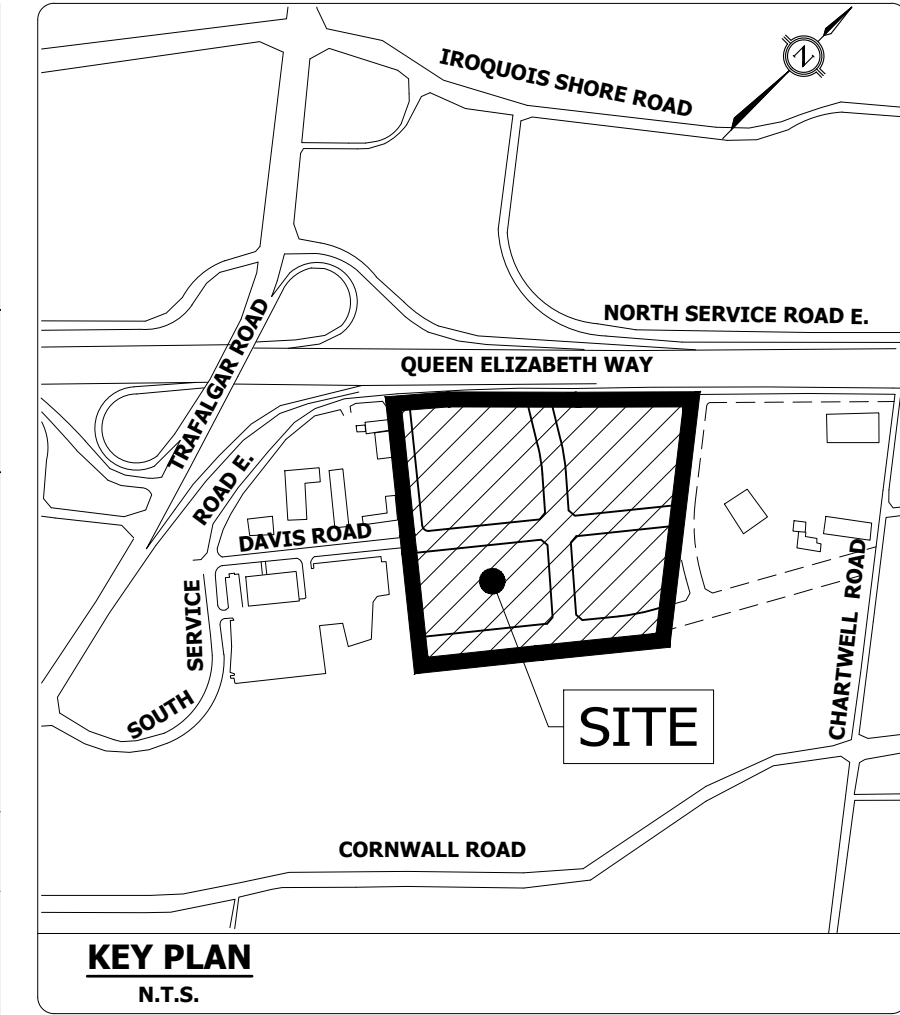 IROQUOIS SHORE ROAD
N
NORTH SERVICE ROAD E.
QUEEN ELIZABETH WAY
TRAFALGAR ROAD
SOUTH SERVICE ROAD E.
DAVIS ROAD
CHARTWELL ROAD
SITE
CORNWALL ROAD
KEY PLAN
N.T.S.